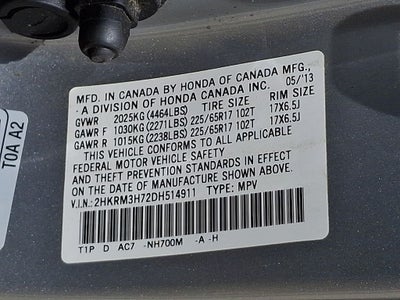 MFD. IN CANADA BY HONDA OF CANADA MFG.,
- A DIVISION OF HONDA CANADA INC. 05/'13
GVWR 2025KG (4464LBS) TIRE SIZE RIM SIZE
GAWR F 1030KG (2271LBS) 225/65R17 102T 17X6.5J
GAWR R 1015KG (2238LBS) 225/65R17 102T 17X6.5J
THIS VEHICLE CONFORMS TO ALL APPLICABLE
FEDERAL MOTOR VEHICLE SAFETY
AND THEFT PREVENTION STANDARDS IN EFFECT
ON THE DATE OF MANUFACTURE SHOWN ABOVE.
V.I.N.: 2HKRM3H72DH514911 TYPE: MPV
T1P D AC7 -NH700M -A -H
TOA A2